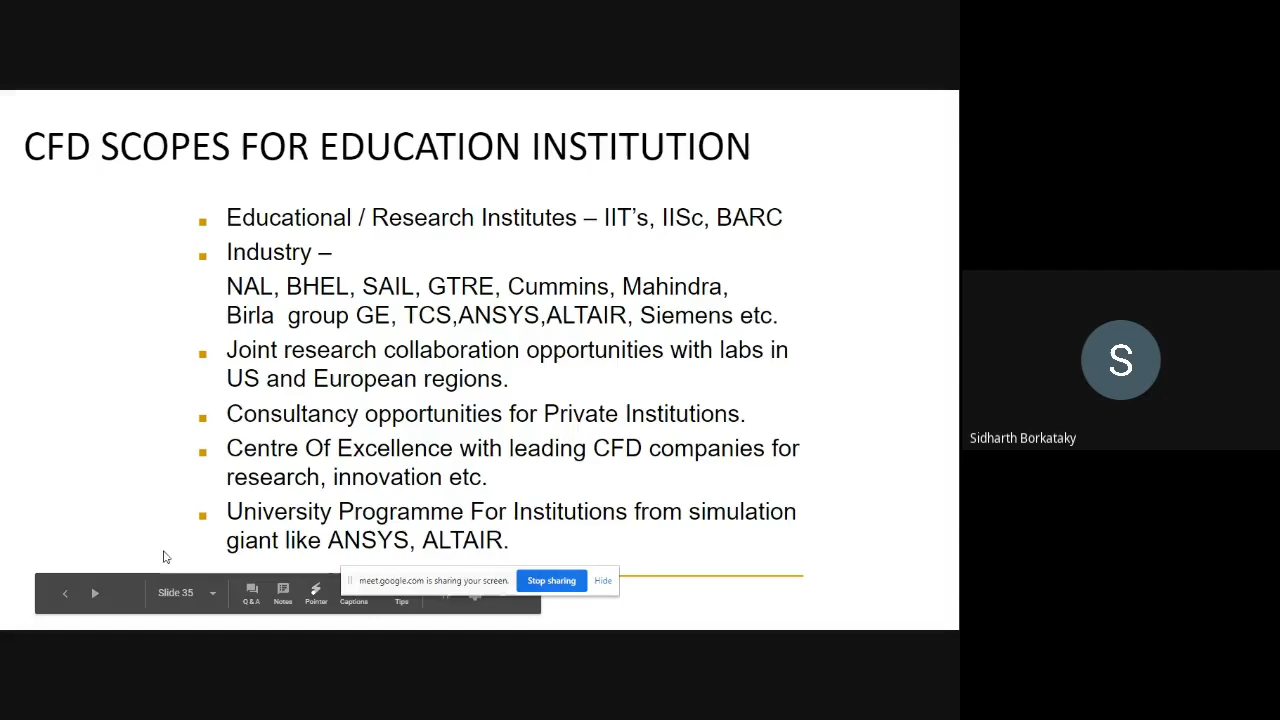 CFD SCOPES FOR EDUCATION INSTITUTION
Educational / Research Institutes – IIT's, IISc, BARC
Industry –
NAL, BHEL, SAIL, GTRE, Cummins, Mahindra,
Birla group GE, TCS,ANSYS,ALTAIR, Siemens etc.
Joint research collaboration opportunities with labs in
US and European regions.
Consultancy opportunities for Private Institutions.
Centre Of Excellence with leading CFD companies for
research, innovation etc.
University Programme For Institutions from simulation
giant like ANSYS, ALTAIR.
meet.google.com is sharing your screen.
Stop sharing
Hide
Slide 35
Q & A
Notes
Pointer
Captions
Tips
S
Sidharth Borkataky